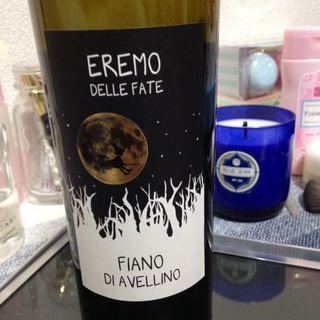 EREMO
DELLE FATE
FIANO
DI AVELLINO
BLUE JEAN